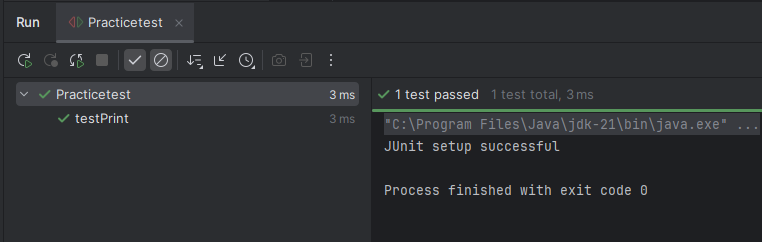 Run Practicetest
Practicetest 3 ms
testPrint 3 ms
1 test passed 1 test total, 3 ms
"C:\Program Files\Java\jdk-21\bin\java.exe" ...
JUnit setup successful
Process finished with exit code 0